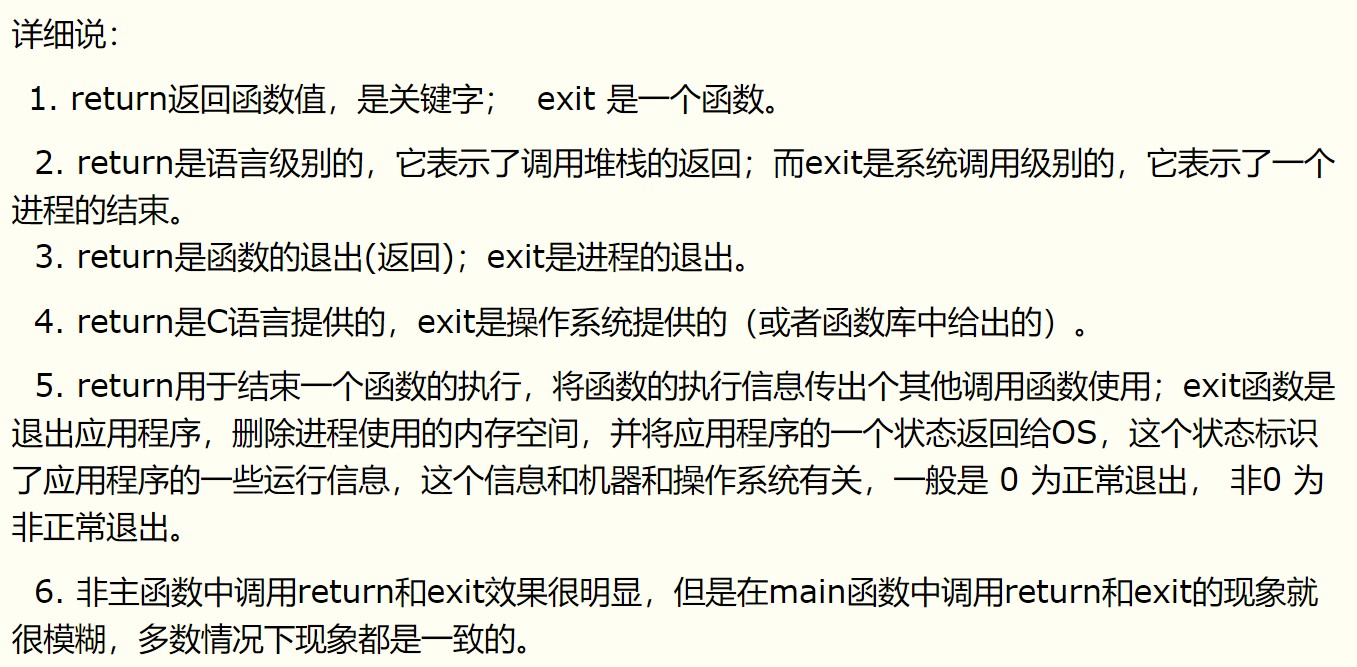 详细说：
1. return返回函数值，是关键字； exit 是一个函数。
2. return是语言级别的，它表示了调用堆栈的返回；而exit是系统调用级别的，它表示了一个
进程的结束。
3. return是函数的退出(返回)；exit是进程的退出。
4. return是C语言提供的，exit是操作系统提供的（或者函数库中给出的）。
5. return用于结束一个函数的执行，将函数的执行信息传出个其他调用函数使用；exit函数是
退出应用程序，删除进程使用的内存空间，并将应用程序的一个状态返回给OS，这个状态标识
了应用程序的一些运行信息，这个信息和机器和操作系统有关，一般是 0 为正常退出， 非0 为
非正常退出。
6. 非主函数中调用return和exit效果很明显，但是在main函数中调用return和exit的现象就
很模糊，多数情况下现象都是一致的。